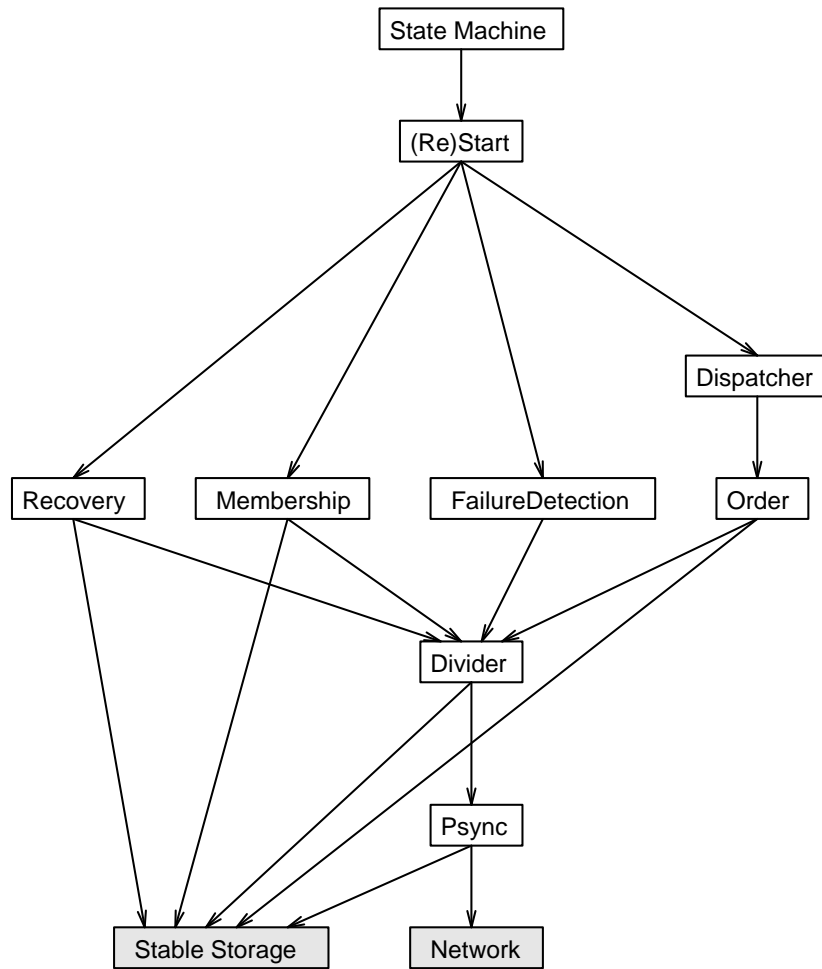 State Machine
(Re)Start
Dispatcher
Recovery
Membership
FailureDetection
Order
Divider
Psync
Stable Storage
Network